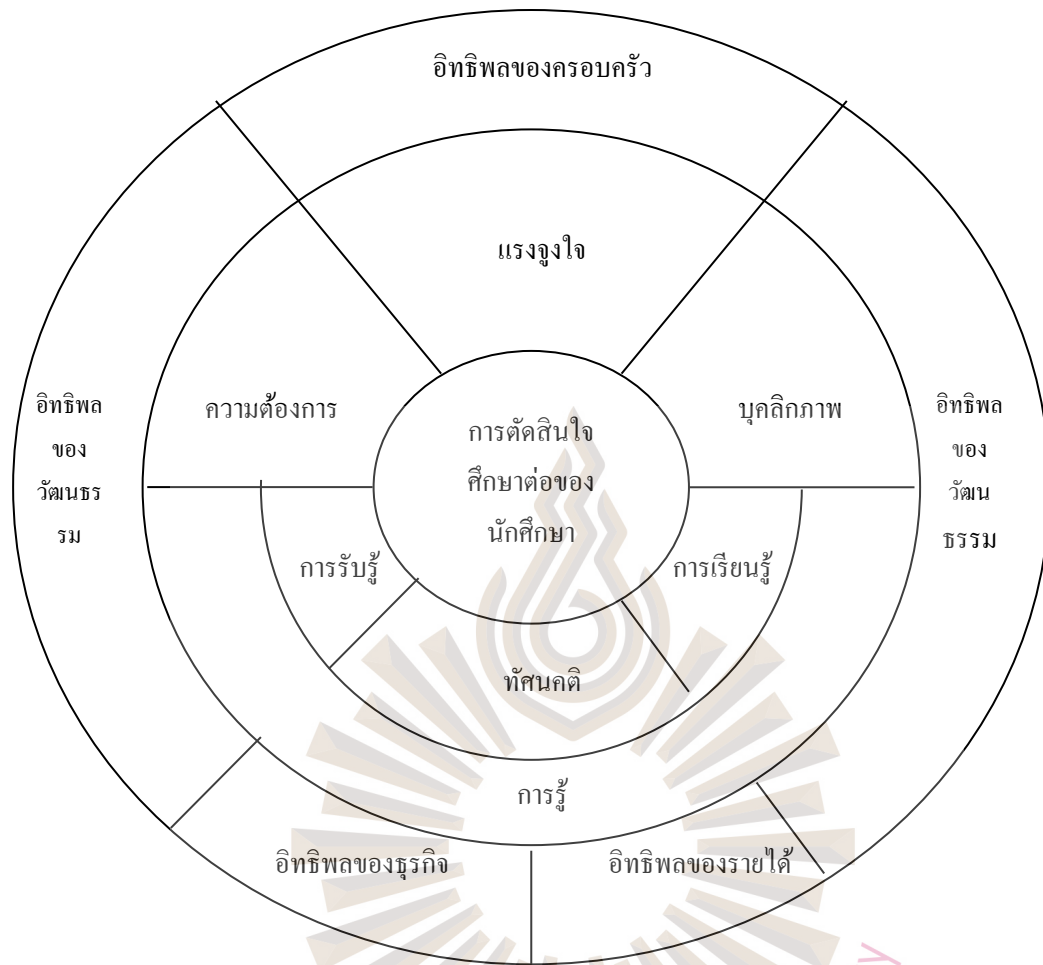 อิทธิพลของครอบครัว
แรงจูงใจ
อิทธิพล
ของ
วัฒนธร
รม
ความต้องการ
การตัดสินใจ
ศึกษาต่อของ
นักศึกษา
บุคลิกภาพ
อิทธิพล
ของ
วัฒน
ธรรม
การรับรู้
การเรียนรู้
ทัศนคติ
การรู้
อิทธิพลของธุรกิจ
อิทธิพลของรายได้
y